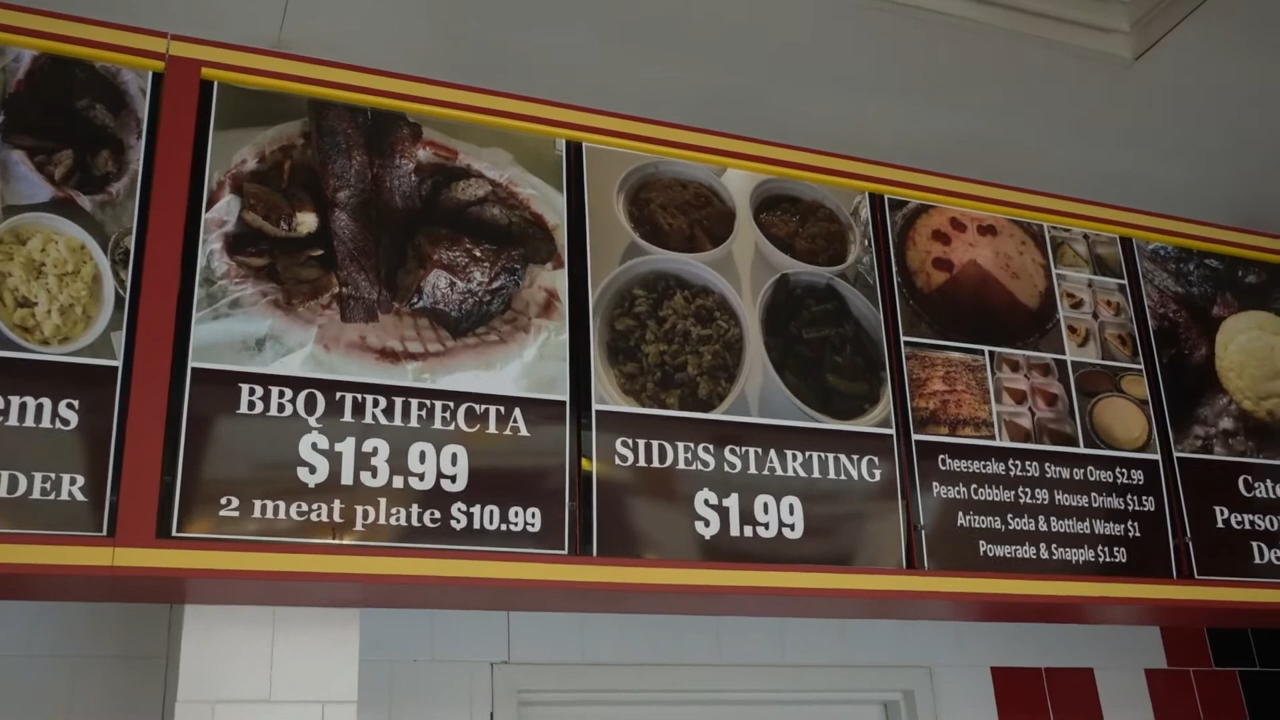 ems
DER
BBQ TRIFECTA
$13.99
2 meat plate $10.99
SIDES STARTING
$1.99
Cheesecake $2.50 Strw or Oreo $2.99
Peach Cobbler $2.99 House Drinks $1.50
Arizona, Soda & Bottled Water $1
Powerade & Snapple $1.50
Cate
Perso
De